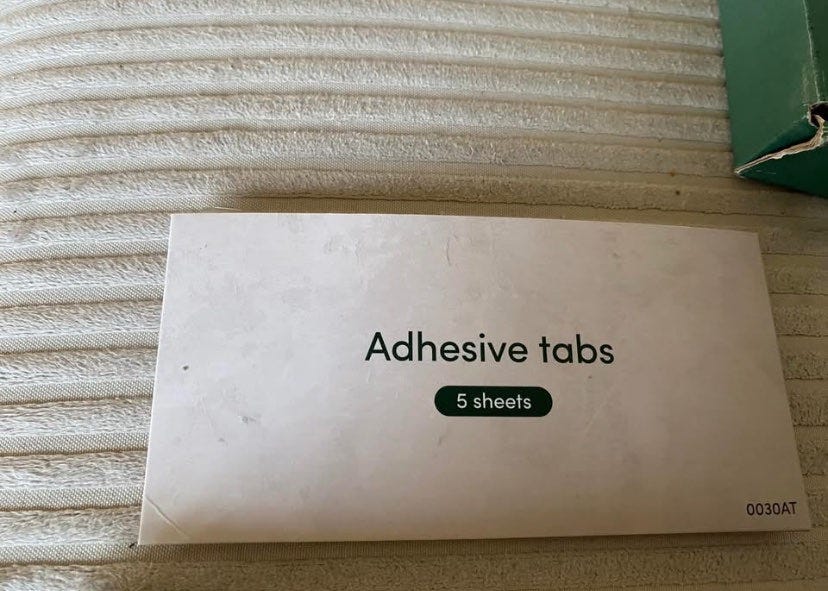 Adhesive tabs
5 sheets
0030AT